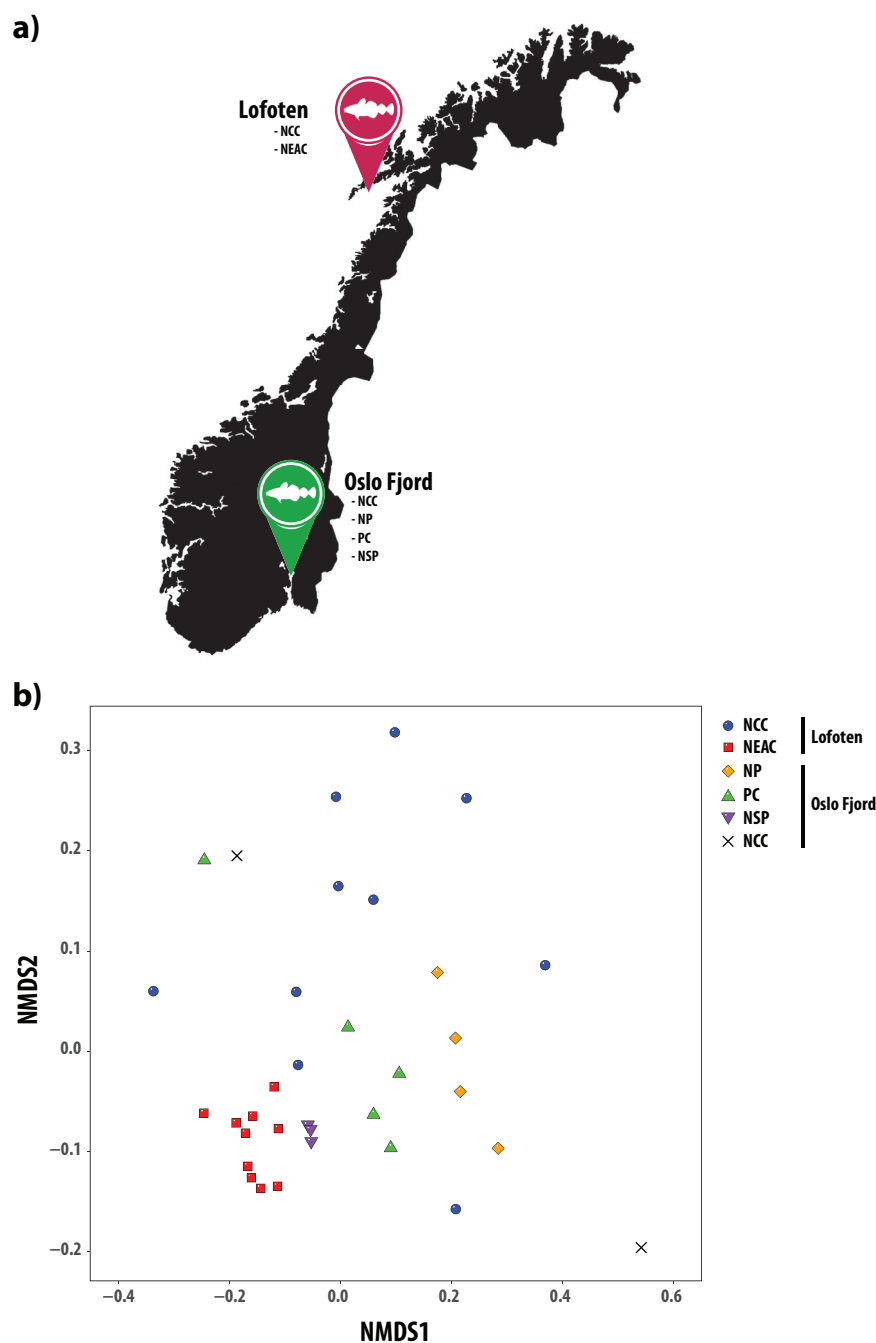 a)
Lofoten
- NCC
- NEAC
Oslo Fjord
- NCC
- NP
- PC
- NSP
b)
NCC
NEAC
Lofoten
NP
PC
NSP
NCC
Oslo Fjord
NMDS2
0.3
0.2
0.1
0.0
−0.1
−0.2
−0.4
−0.2
0.0
0.2
0.4
0.6
NMDS1